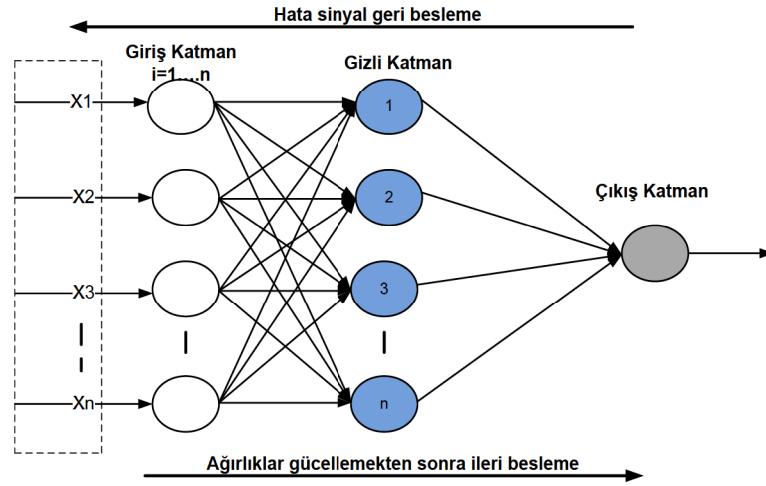 Hata sinyal geri besleme
Giriş Katman
i=1....n
Gizli Katman
Çıkış Katman
X1
1
X2
2
X3
3
Xn
n
Ağırlıklar gücellemekten sonra ileri besleme